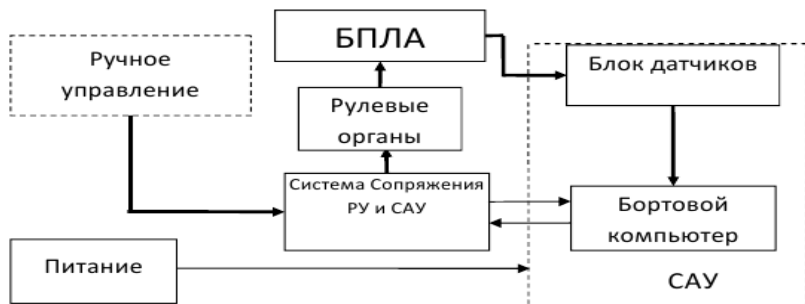 БПЛА
Ручное
управление
Блок датчиков
Рулевые
органы
Система Сопряжения
РУ и САУ
Бортовой
компьютер
Питание
САУ